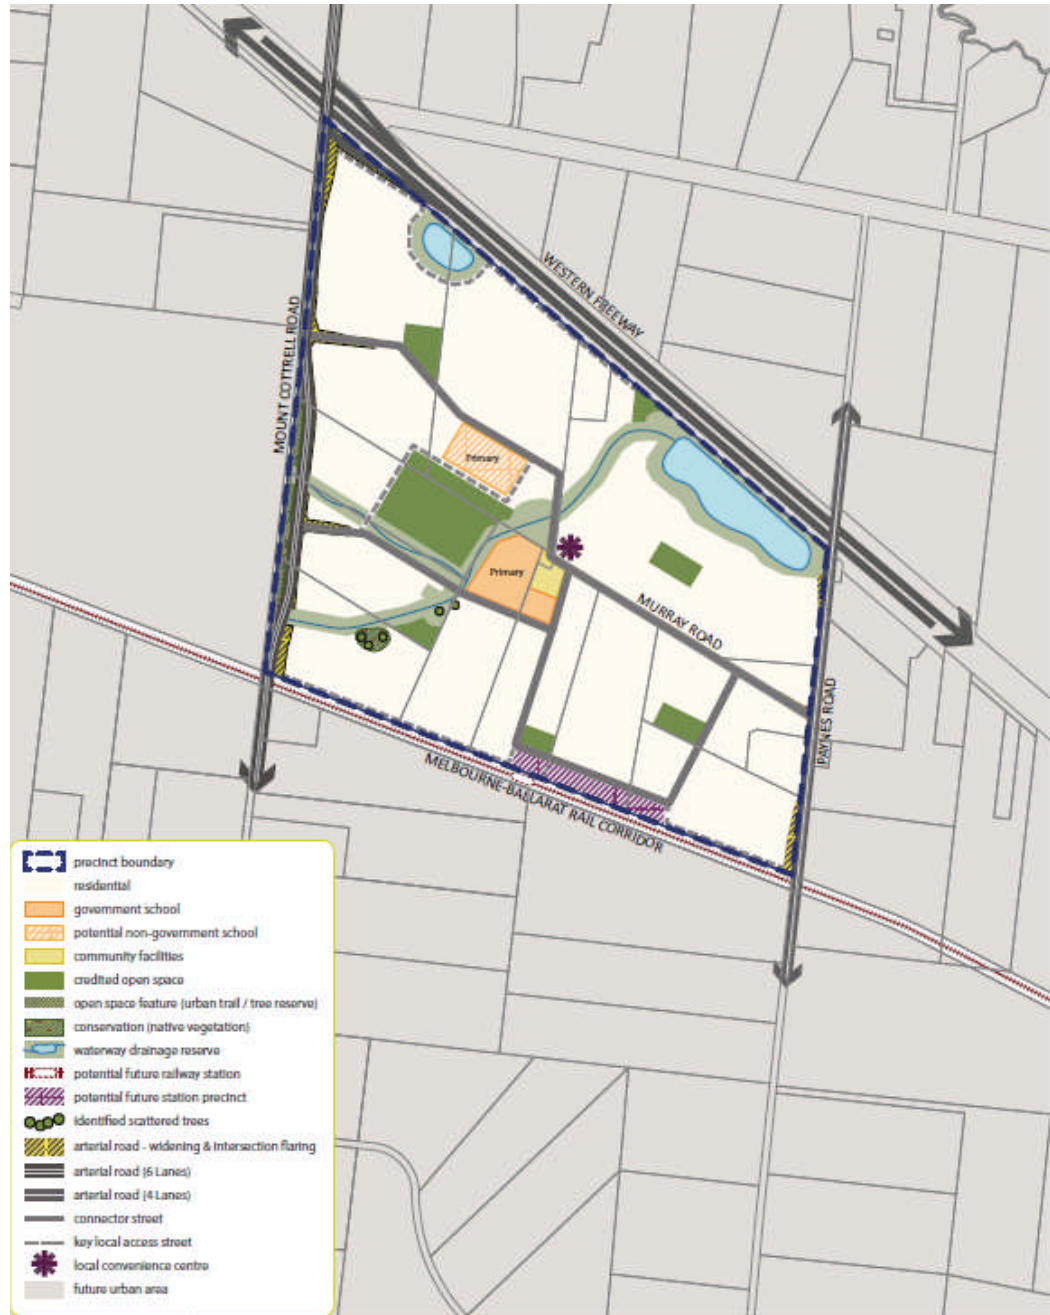 WESTERN FREEWAY
MOUNT COTTRELL ROAD
Primary
Primary
MURRAY ROAD
PAYNES ROAD
MELBOURNE-BALLARAT RAIL CORRIDOR
precinct boundary
residential
government school
potential non-government school
community facilities
credited open space
open space feature (urban trail / tree reserve)
conservation (native vegetation)
waterway drainage reserve
potential future railway station
potential future station precinct
identified scattered trees
arterial road - widening & intersection flaring
arterial road (6 Lanes)
arterial road (4 Lanes)
connector street
key local access street
local convenience centre
future urban area